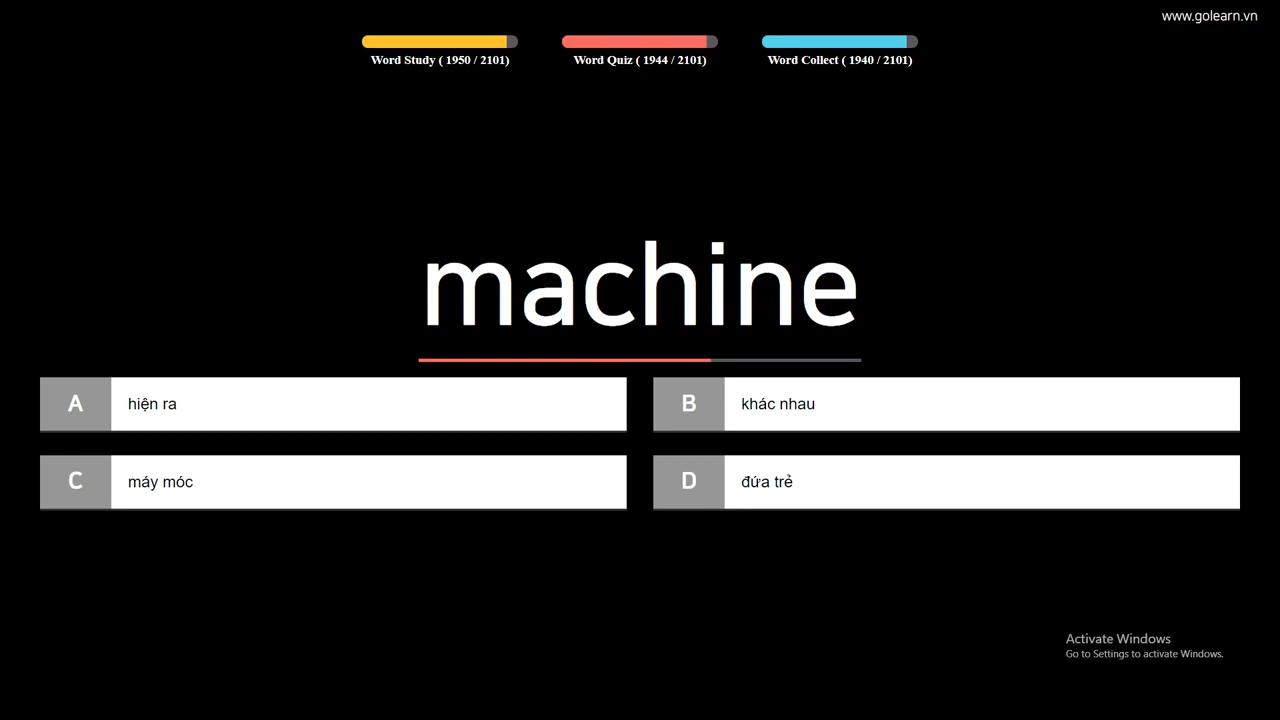 www.golearn.vn
Word Study ( 1950 / 2101)
Word Quiz ( 1944 / 2101)
Word Collect ( 1940 / 2101)
machine
A hiện ra
B khác nhau
C máy móc
D đứa trẻ
Activate Windows
Go to Settings to activate Windows.